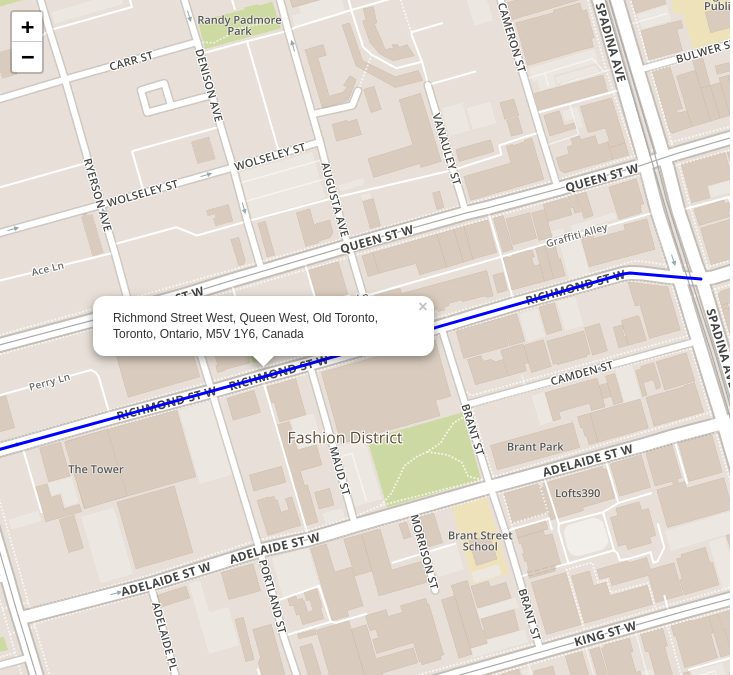 +
−
Randy Padmore
Park
CARR ST
DENISON AVE
CAMERON ST
SPADINA AVE
Publi
BULWER S
RYERSON AVE
WOLSELEY ST
WOLSELEY ST
AUGUSTA AVE
VANAULEY ST
QUEEN ST W
QUEEN ST W
Graffiti Alley
Ace Ln
ST W
RICHMOND ST W
Richmond Street West, Queen West, Old Toronto,
Toronto, Ontario, M5V 1Y6, Canada
×
SPADINA AVE
Perry Ln
RICHMOND ST W
RICHMOND ST W
CAMDEN ST
Fashion District
BRANT ST
Brant Park
ADELAIDE ST W
The Tower
MAUD ST
Lofts390
MORRISON ST
Brant Street
School
ADELAIDE ST W
ADELAIDE ST W
PORTLAND ST
ADELAIDE PL
BRANT ST
KING ST W